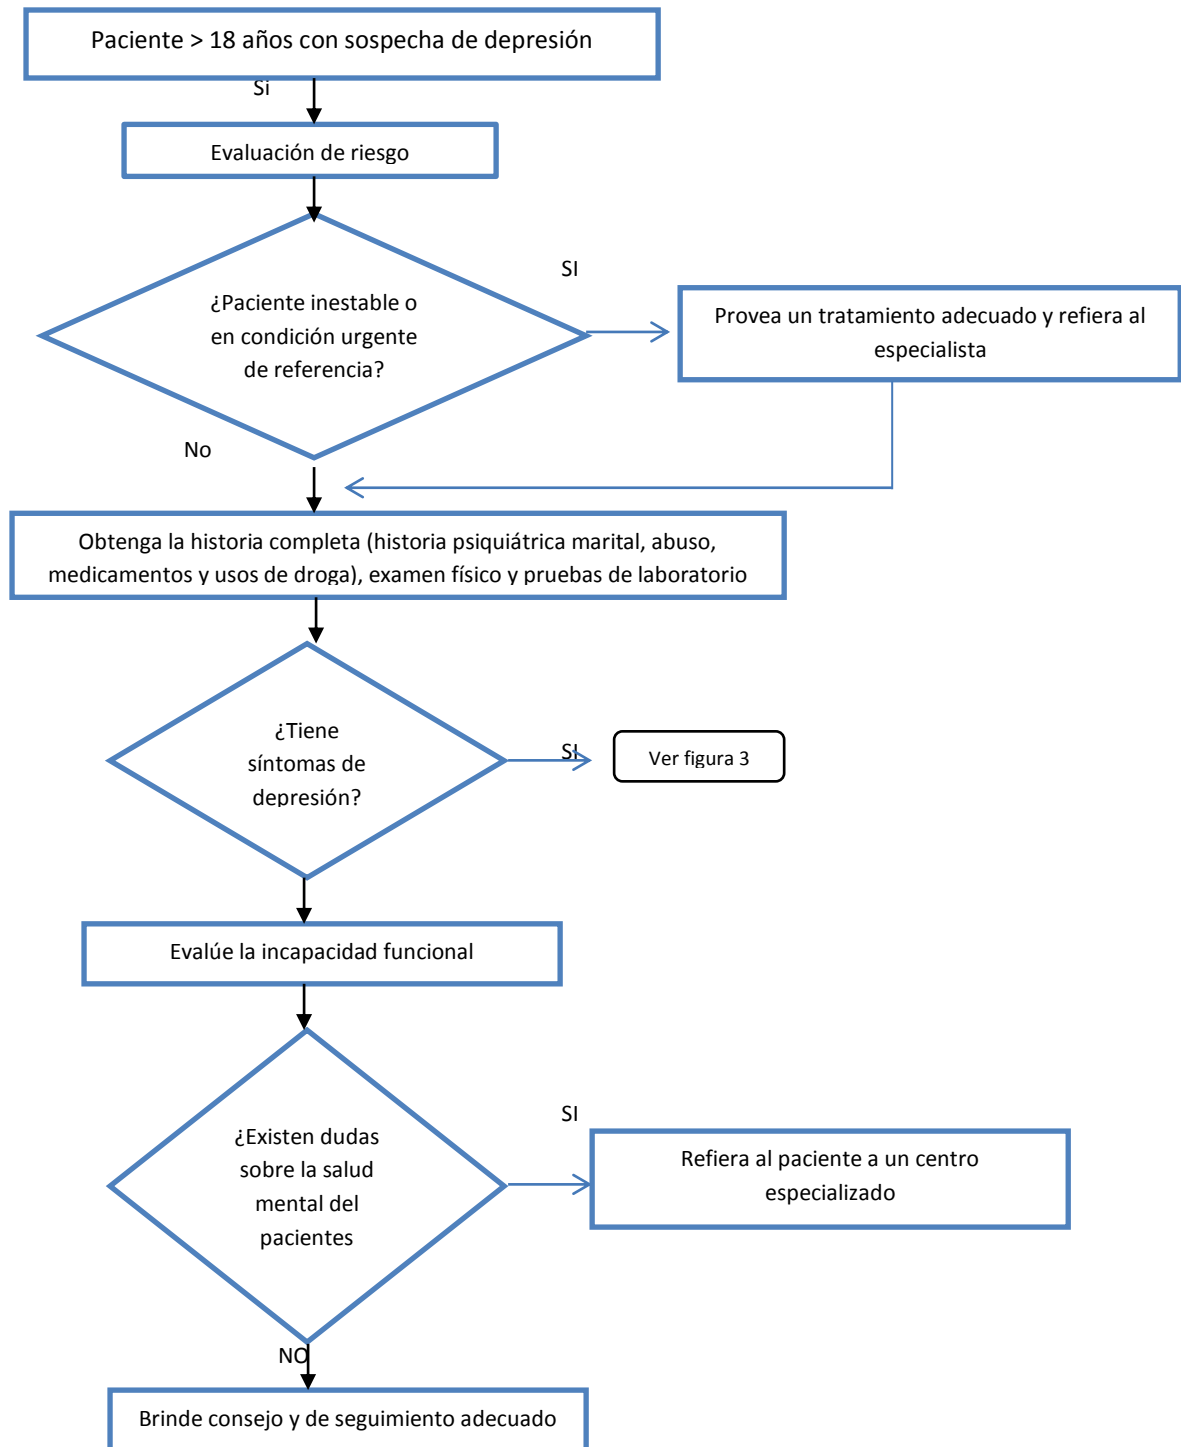 Paciente > 18 años con sospecha de depresión
Si
Evaluación de riesgo
SI
¿Paciente inestable o
en condición urgente
de referencia?
Provea un tratamiento adecuado y refiera al
especialista
No
Obtenga la historia completa (historia psiquiátrica marital, abuso,
medicamentos y usos de droga), examen físico y pruebas de laboratorio
¿Tiene
síntomas de
depresión?
SI
Ver figura 3
Evalúe la incapacidad funcional
SI
¿Existen dudas
sobre la salud
mental del
pacientes
Refiera al paciente a un centro
especializado
NO
Brinde consejo y de seguimiento adecuado